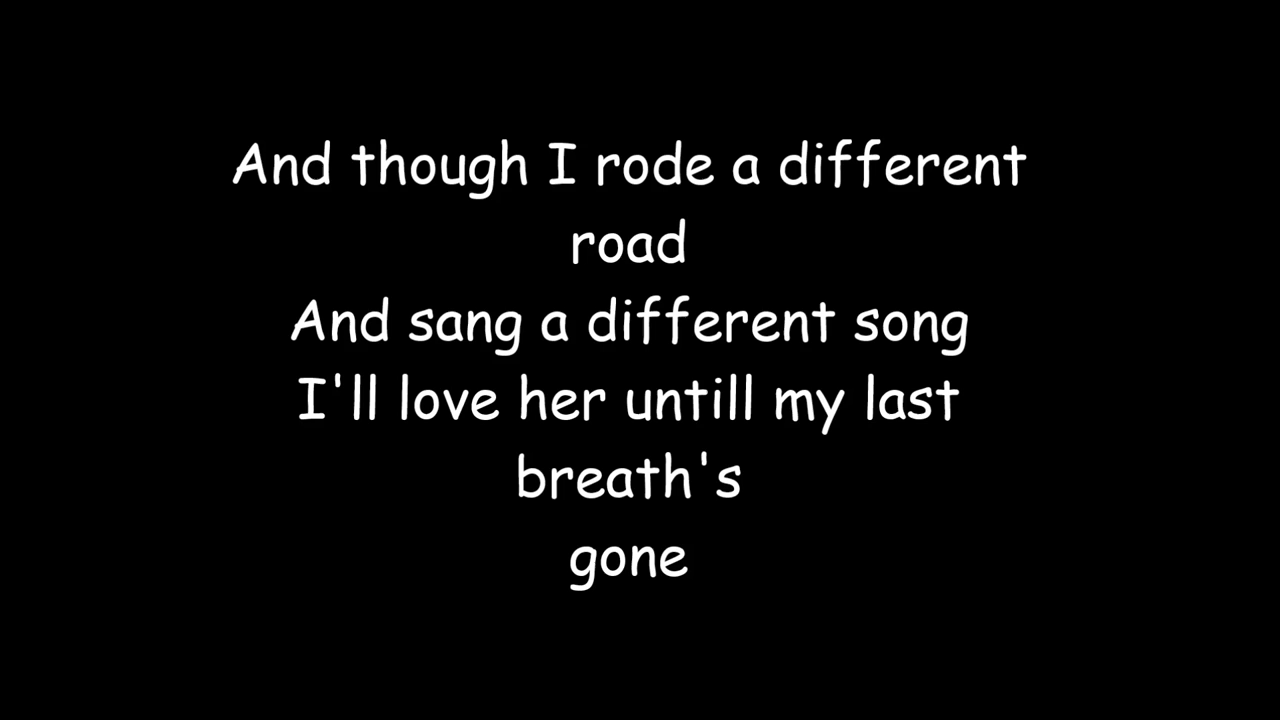 And though I rode a different
road
And sang a different song
I'll love her untill my last
breath's
gone